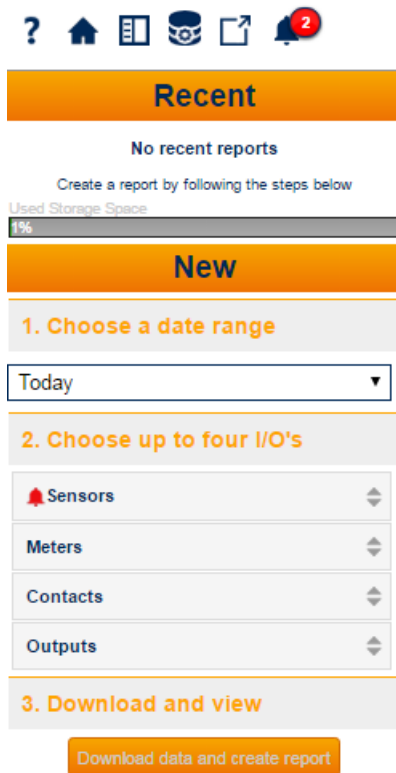 ?
2
Recent
No recent reports
Create a report by following the steps below
Used Storage Space
1%
New
1. Choose a date range
Today
2. Choose up to four I/O's
Sensors
Meters
Contacts
Outputs
3. Download and view
Download data and create report